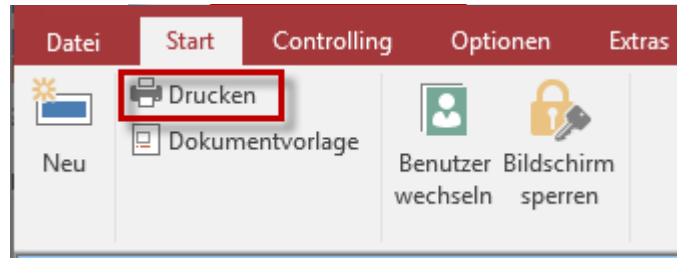 Datei Start Controlling Optionen Extras
Drucken
Dokumentvorlage
Neu
Benutzer wechseln
Bildschirm sperren